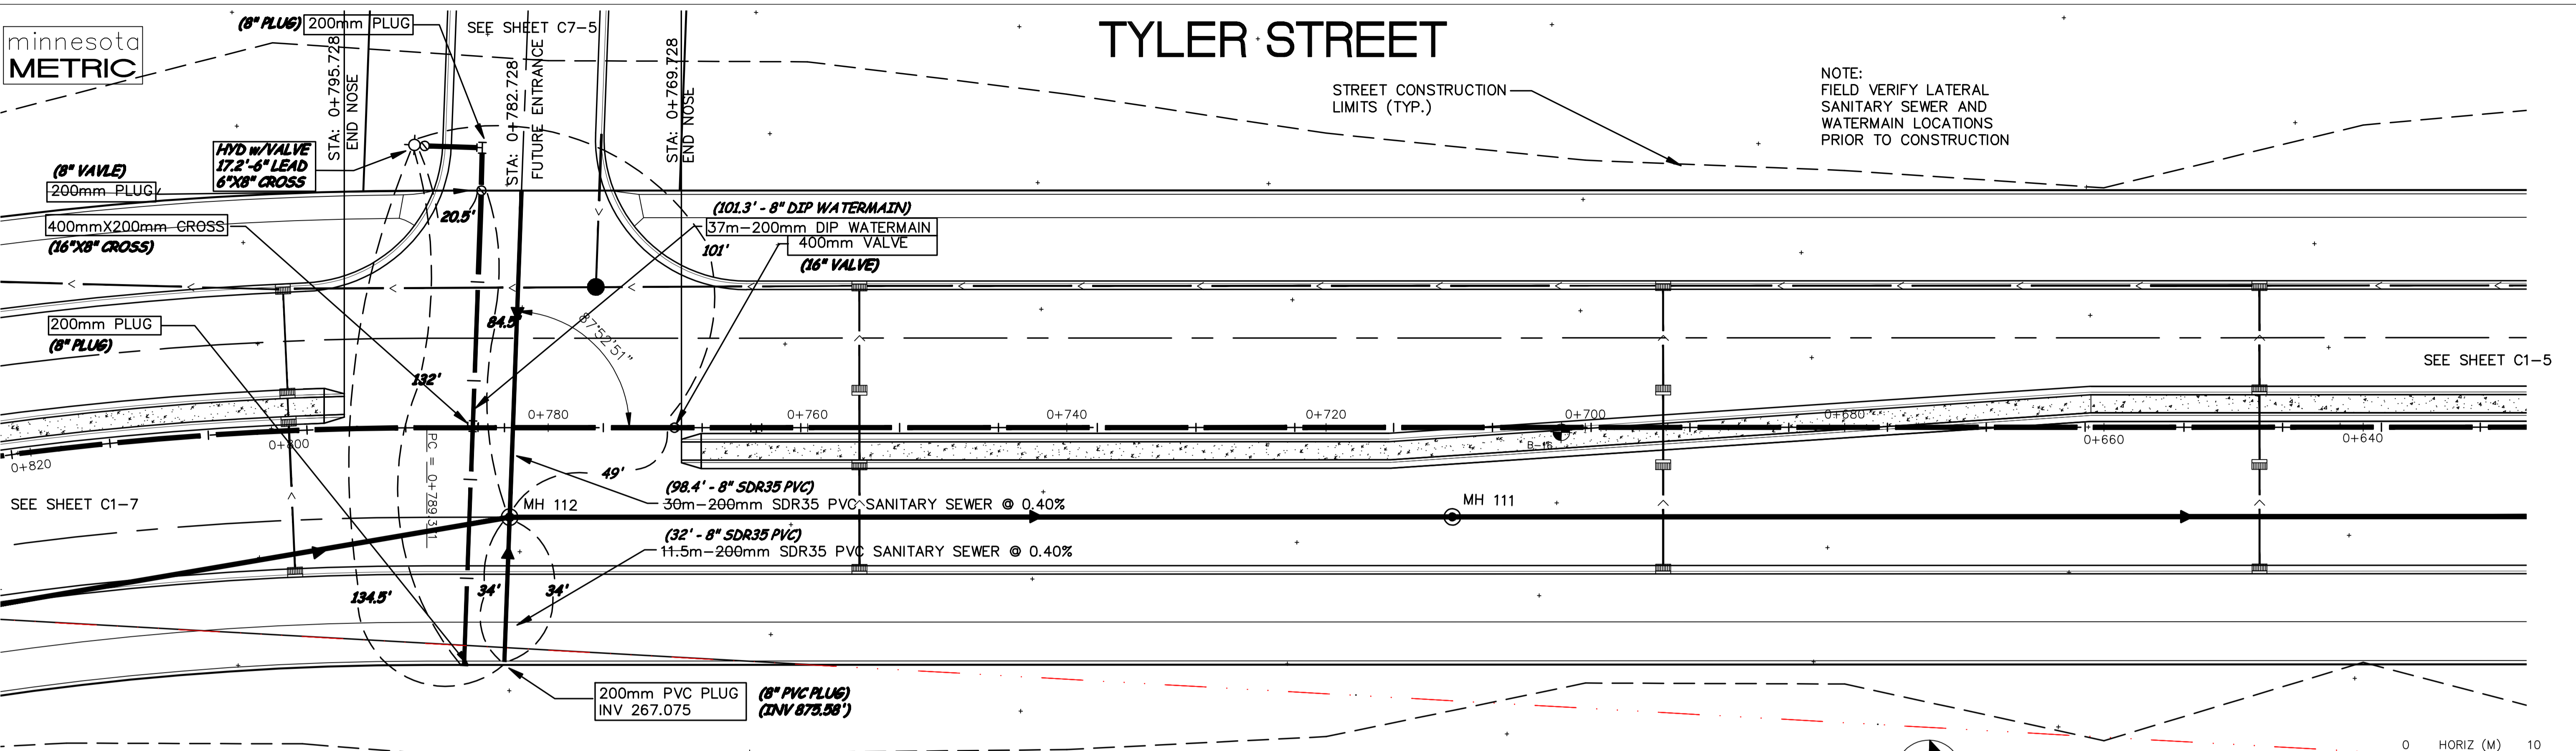 minnesota
METRIC
(8" PLUG) 200mm PLUG
SEE SHEET C7-5
TYLER STREET
STA: 0+795.728
END NOSE
STA: 0+782.728
FUTURE ENTRANCE
STA: 0+769.728
END NOSE
STREET CONSTRUCTION
LIMITS (TYP.)
NOTE:
FIELD VERIFY LATERAL
SANITARY SEWER AND
WATERMAIN LOCATIONS
PRIOR TO CONSTRUCTION
HYD w/VALVE
17.2'-6" LEAD
6"X8" CROSS
(8" VAVLE)
200mm PLUG
20.5'
400mmX200mm CROSS
(16"X8" CROSS)
(101.3' - 8" DIP WATERMAIN)
37m-200mm DIP WATERMAIN
101'
400mm VALVE
(16" VALVE)
200mm PLUG
(8" PLUG)
84.5'
87°52'51"
132'
SEE SHEET C1-5
0+820
0+800
0+780
0+760
0+740
0+720
0+700
0+680
0+660
0+640
PC = 0+789.311
B-16
49'
SEE SHEET C1-7
MH 112
(98.4' - 8" SDR35 PVC)
30m-200mm SDR35 PVC SANITARY SEWER @ 0.40%
MH 111
(32' - 8" SDR35 PVC)
11.5m-200mm SDR35 PVC SANITARY SEWER @ 0.40%
134.5'
34'
34'
200mm PVC PLUG
INV 267.075
(8" PVC PLUG)
(INV 875.58')
0 HORIZ (M) 10